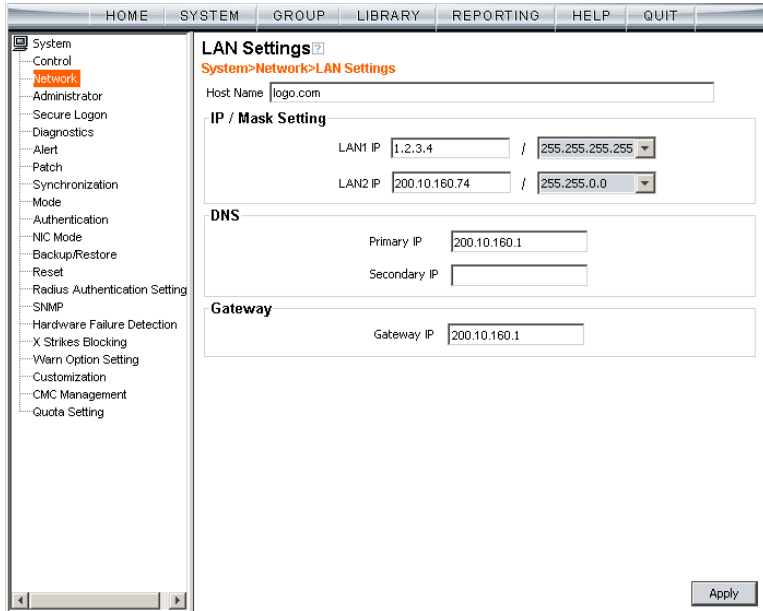 HOME SYSTEM GROUP LIBRARY REPORTING HELP QUIT
System
Control
Network
Administrator
Secure Logon
Diagnostics
Alert
Patch
Synchronization
Mode
Authentication
NIC Mode
Backup/Restore
Reset
Radius Authentication Setting
SNMP
Hardware Failure Detection
X Strikes Blocking
Warn Option Setting
Customization
CMC Management
Quota Setting
LAN Settings ?
System>Network>LAN Settings
Host Name logo.com
IP / Mask Setting
LAN1 IP 1.2.3.4 / 255.255.255.255
LAN2 IP 200.10.160.74 / 255.255.0.0
DNS
Primary IP 200.10.160.1
Secondary IP
Gateway
Gateway IP 200.10.160.1
Apply